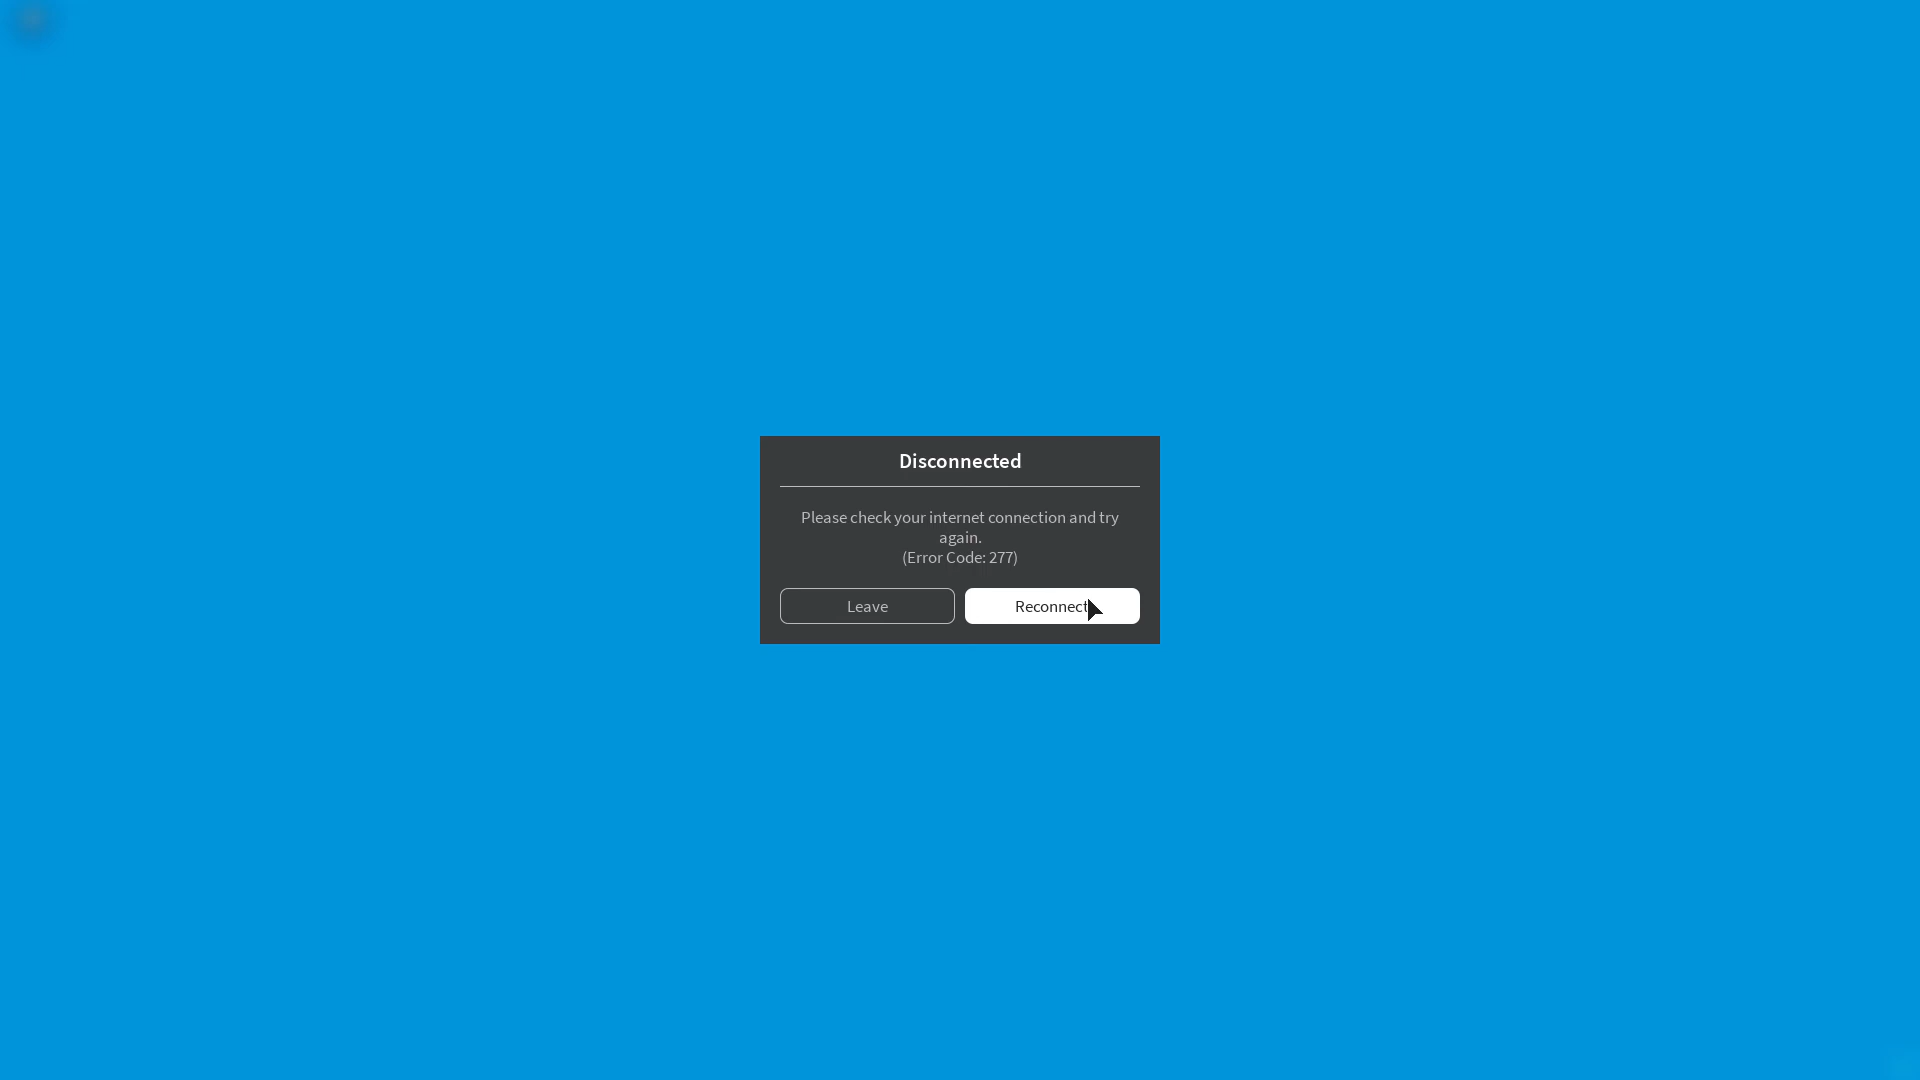 Disconnected
Please check your internet connection and try
again.
(Error Code: 277)
Leave
Reconnect